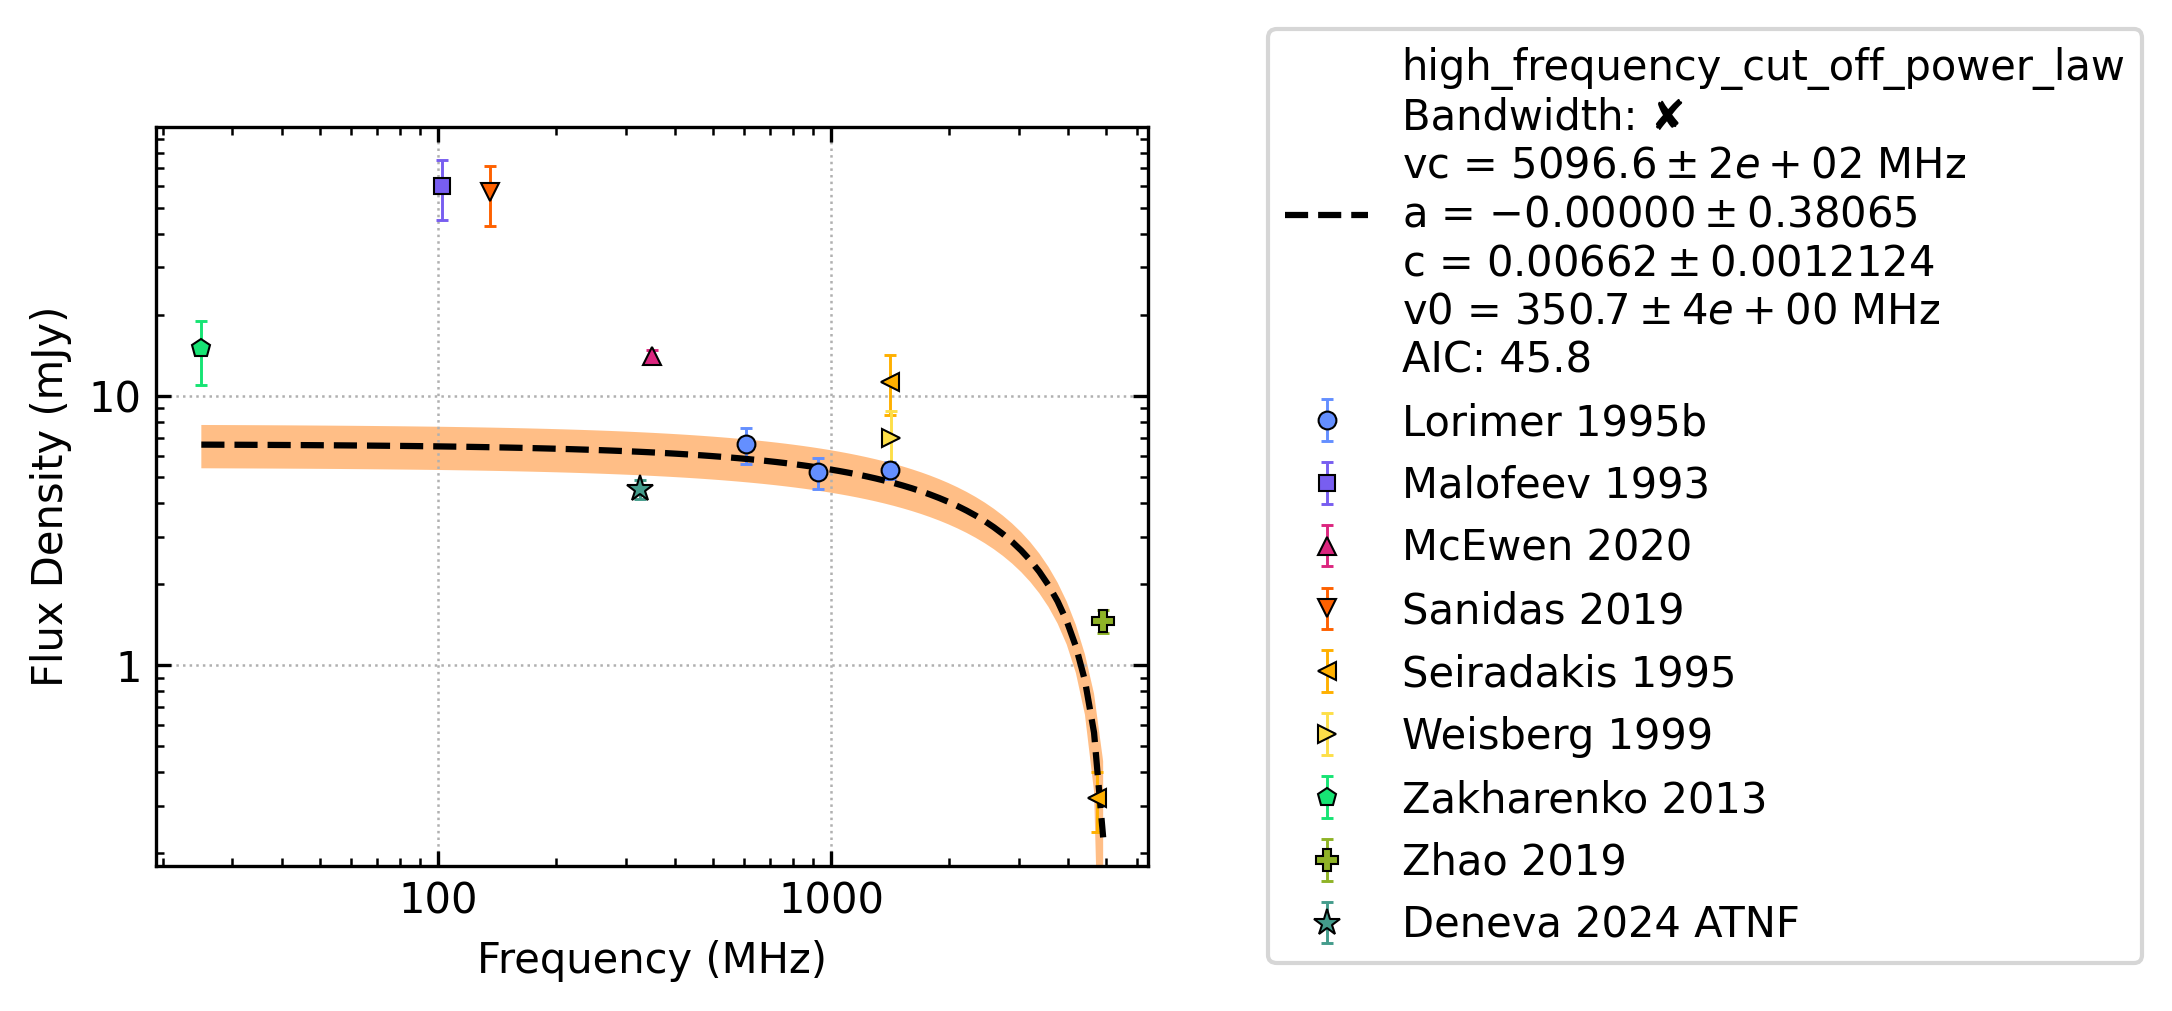 high_frequency_cut_off_power_law
Bandwidth: ✘
vc = 5096.6 ± 2e + 02 MHz
a = −0.00000 ± 0.38065
c = 0.00662 ± 0.0012124
v0 = 350.7 ± 4e + 00 MHz
AIC: 45.8
Lorimer 1995b
Malofeev 1993
McEwen 2020
Sanidas 2019
Seiradakis 1995
Weisberg 1999
Zakharenko 2013
Zhao 2019
Deneva 2024 ATNF
Flux Density (mJy)
10
1
100
1000
Frequency (MHz)